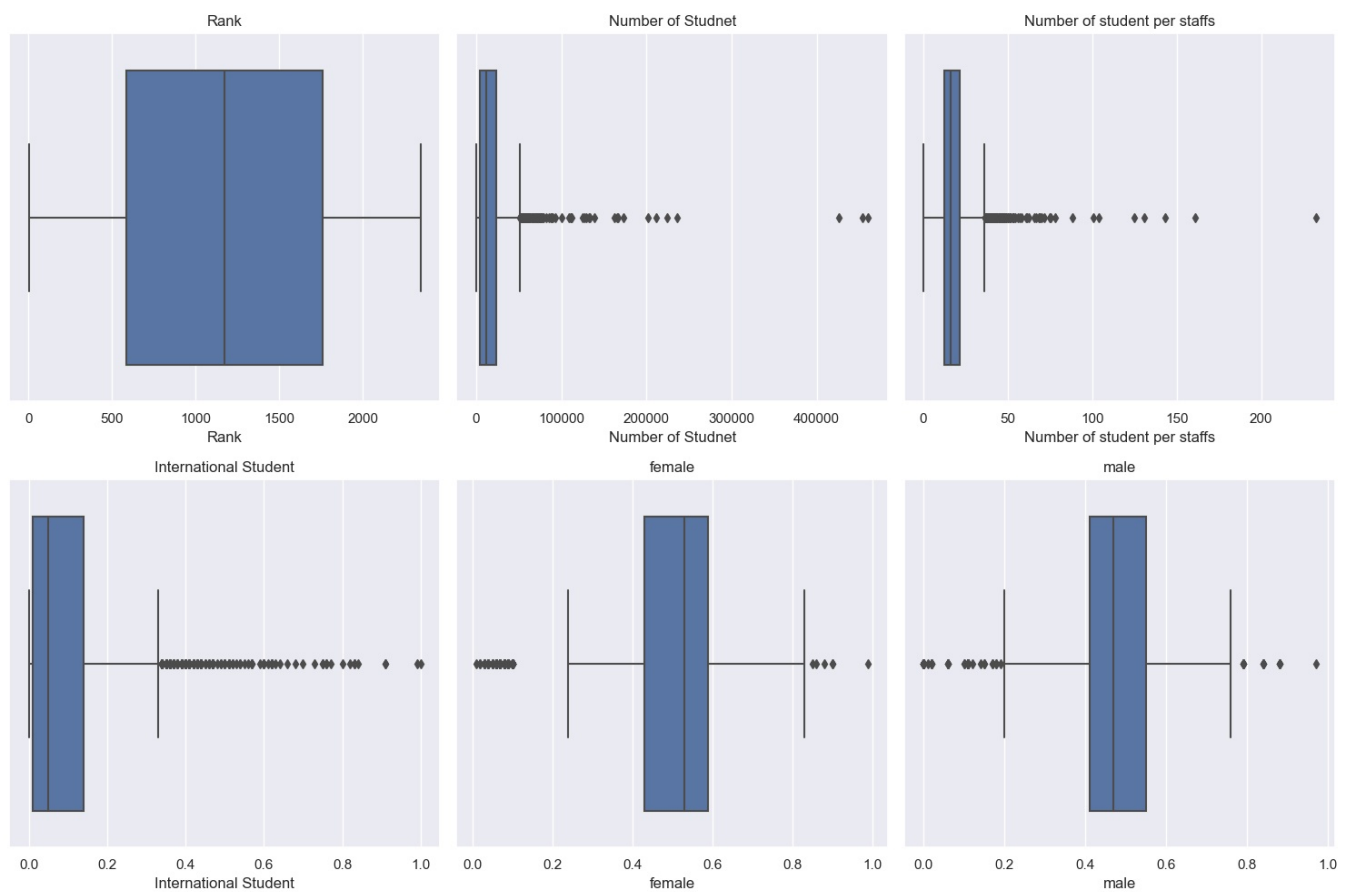 Rank
Number of Studnet
Number of student per staffs
0 500 1000 1500 2000
0 100000 200000 300000 400000
0 50 100 150 200
Rank
Number of Studnet
Number of student per staffs
International Student
female
male
0.0 0.2 0.4 0.6 0.8 1.0
0.0 0.2 0.4 0.6 0.8 1.0
0.0 0.2 0.4 0.6 0.8 1.0
International Student
female
male